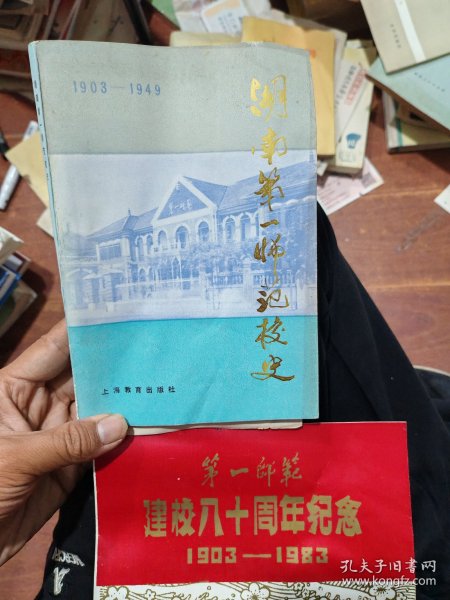 1903—1949
湖南第一师范校史
第一师范
上海教育出版社
第一师范
建校八十周年纪念
1903—1983
孔夫子旧书网
www.kongfz.com